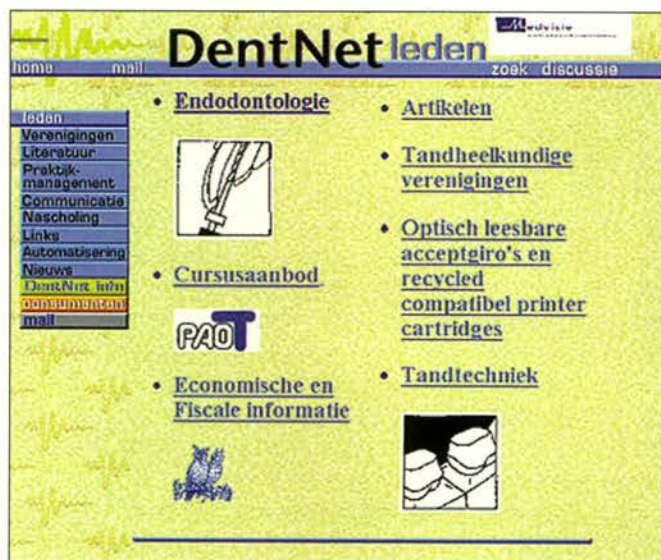 Medvisie
DentNet leden
home mail zoek discussie
leden
Verenigingen
Literatuur
Praktijk-
management
Communicatie
Nascholing
Links
Automatisering
Nieuws
DentNet info
consumenten
mail
• Endodontologie
• Cursusaanbod
PAOT
• Economische en
Fiscale informatie
• Artikelen
• Tandheelkundige
verenigingen
• Optisch leesbare
acceptgiro's en
recycled
compatibel printer
cartridges
• Tandtechniek